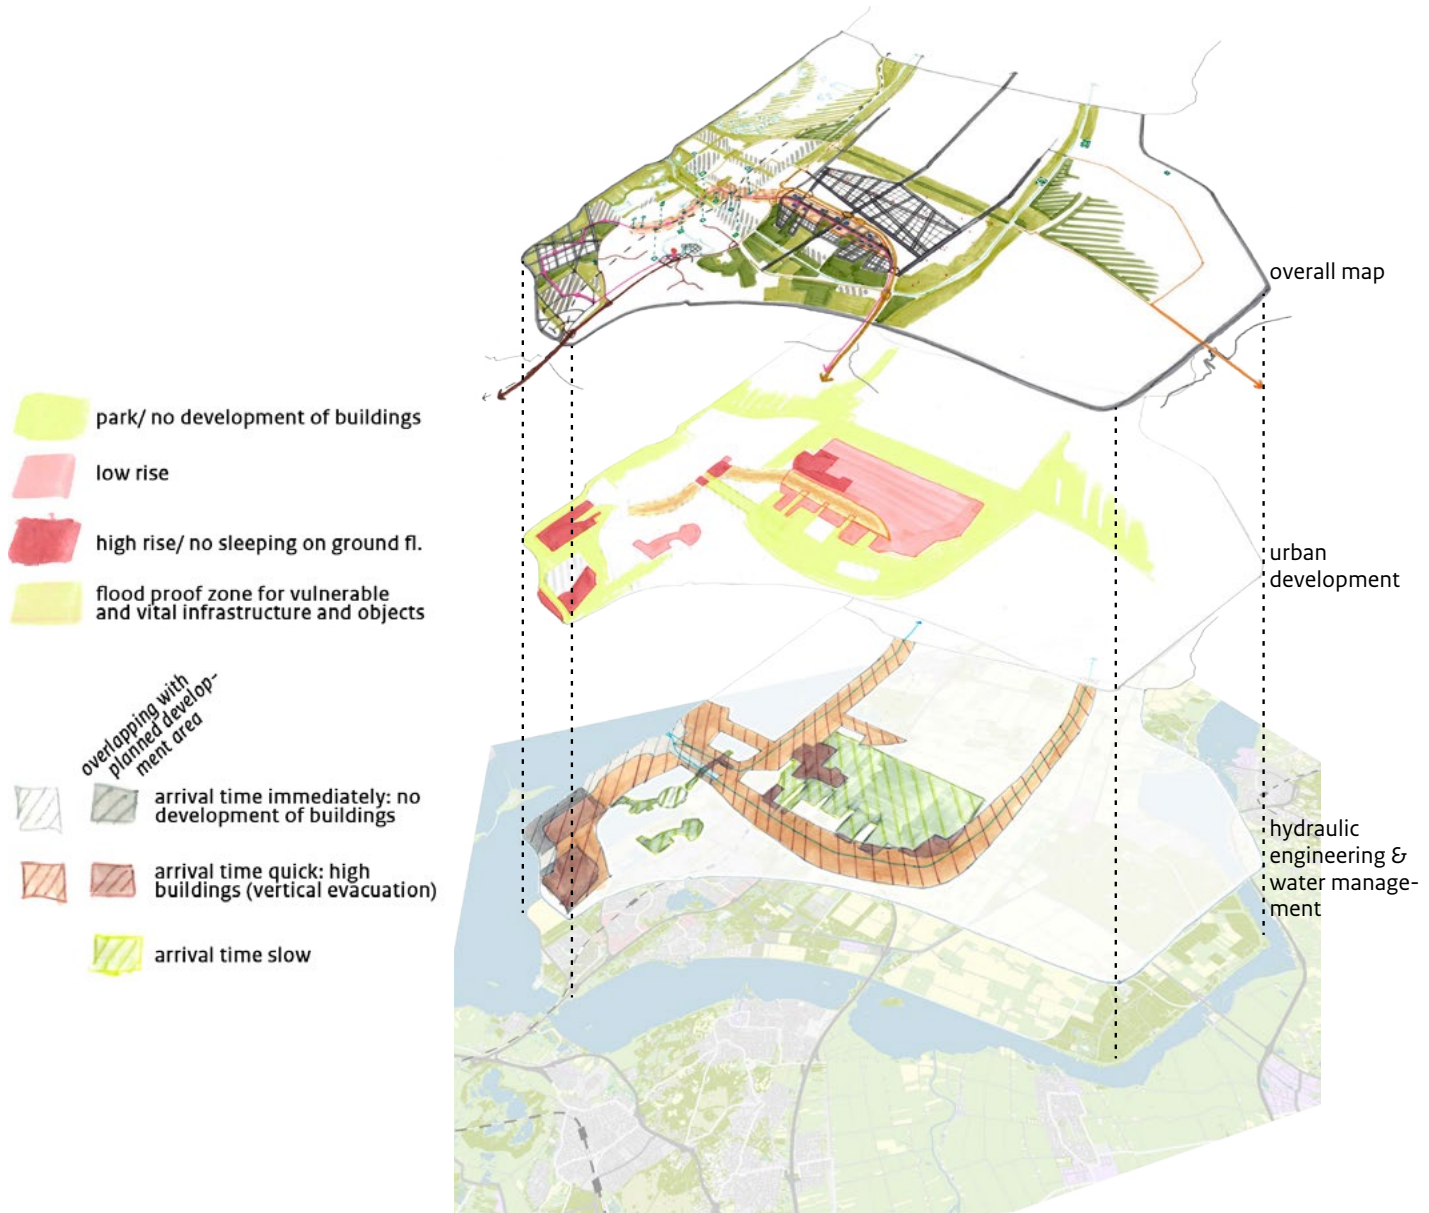 overall map
park/ no development of buildings
low rise
high rise/ no sleeping on ground fl.
flood proof zone for vulnerable
and vital infrastructure and objects
urban
development
overlapping with
planned develop-
ment area
arrival time immediately: no
development of buildings
arrival time quick: high
buildings (vertical evacuation)
arrival time slow
hydraulic
engineering &
water manage-
ment